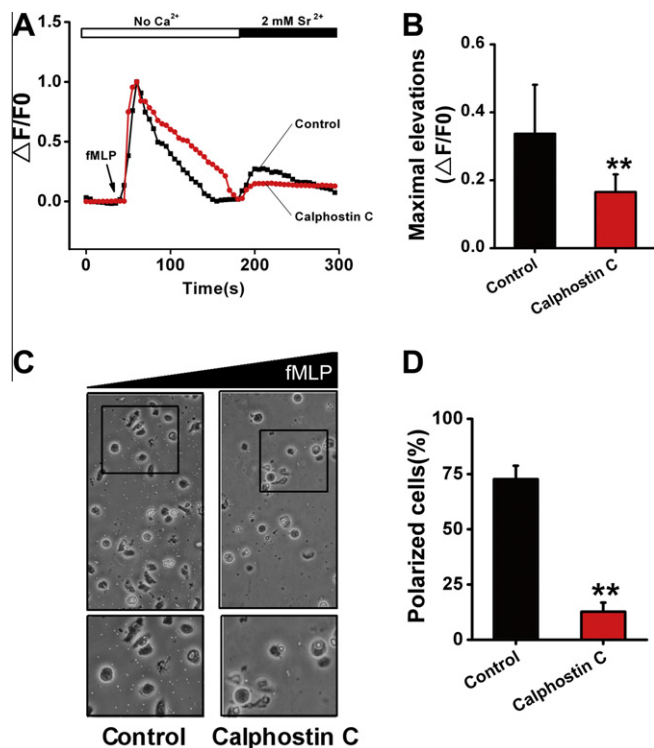 A
No Ca²⁺
2 mM Sr²⁺
△F/F0
1.5
1.0
0.5
0.0
fMLP
Control
Calphostin C
0
100
200
300
Time(s)
B
Maximal elevations
(△F/F0)
0.6
0.4
0.2
0.0
**
Control
Calphostin C
C
fMLP
Control
Calphostin C
D
Polarized cells(%)
100
75
50
25
0
**
Control
Calphostin C